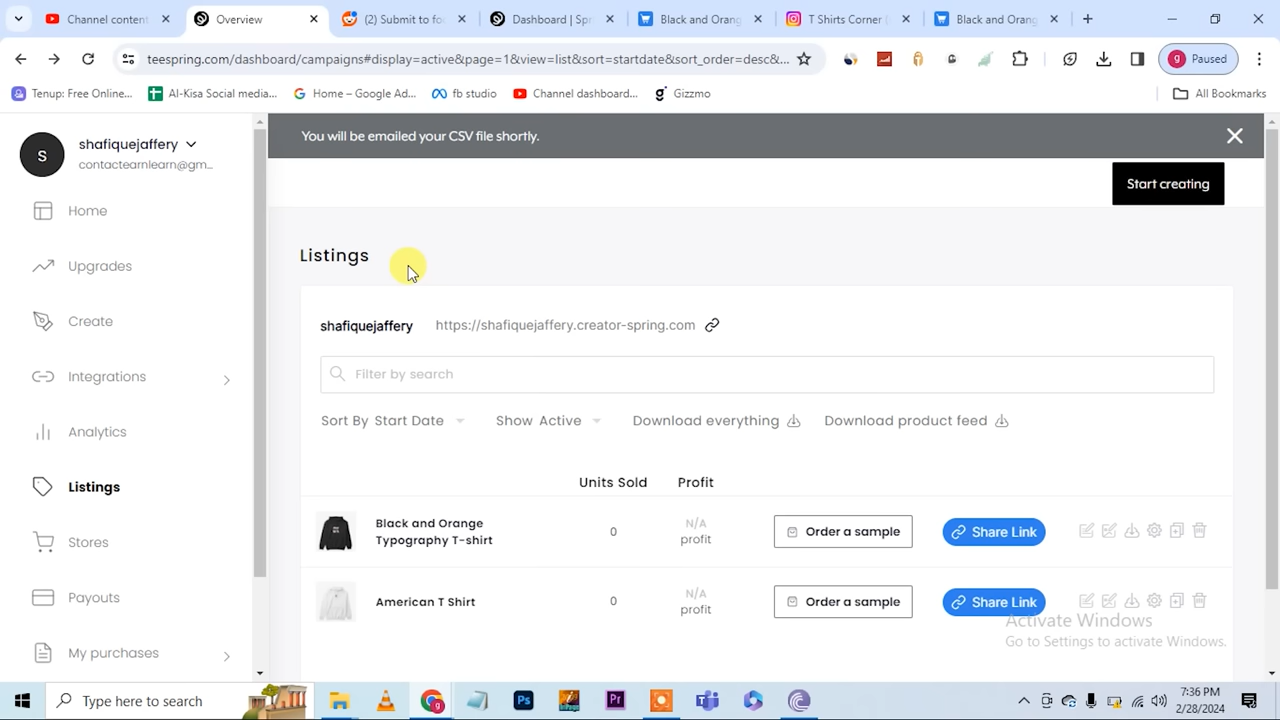 Channel content
Overview
(2) Submit to fo
Dashboard | Spr
Black and Orang
T Shirts Corner
Black and Orang
teespring.com/dashboard/campaigns#display=active&page=1&view=list&sort=startdate&sort_order=desc&...
g Paused
Tenup: Free Online...
Al-Kisa Social media...
Home – Google Ad...
fb studio
Channel dashboard...
Gizmmo
All Bookmarks
S
shafiquejaffery
contactearnlearn@gm...
Home
Upgrades
Create
Integrations
Analytics
Listings
Stores
Payouts
My purchases
You will be emailed your CSV file shortly.
Start creating
Listings
shafiquejaffery
https://shafiquejaffery.creator-spring.com
Filter by search
Sort By Start Date
Show Active
Download everything
Download product feed
Units Sold
Profit
Black and Orange
Typography T-shirt
0
N/A
profit
Order a sample
Share Link
American T Shirt
0
N/A
profit
Order a sample
Share Link
Activate Windows
Go to Settings to activate Windows.
Type here to search
Ps
Pr
7:36 PM
2/28/2024